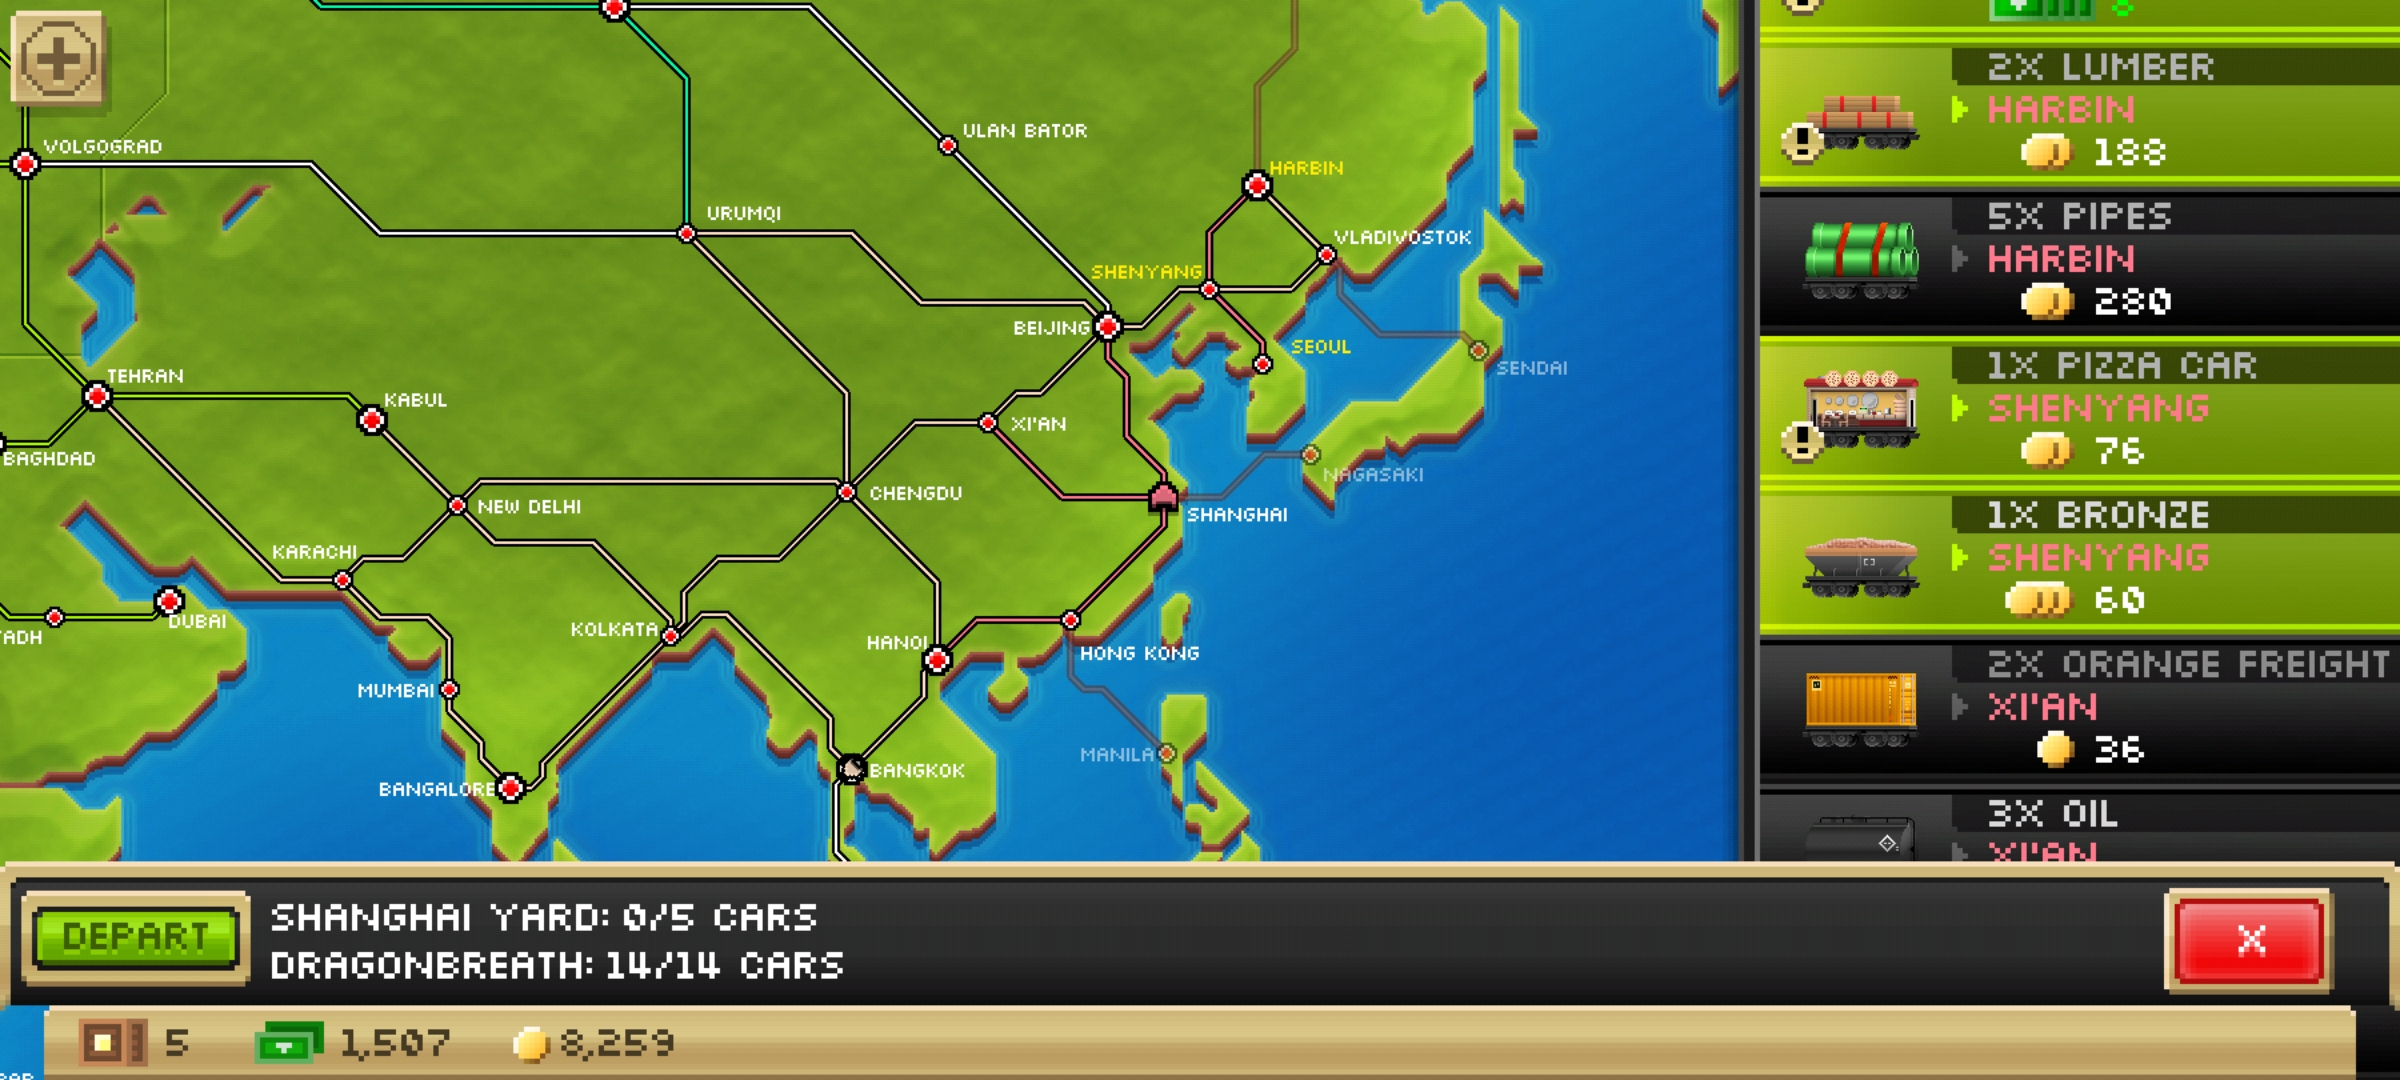 ULAN BATOR
VOLGOGRAD
HARBIN
URUMQI
VLADIVOSTOK
SHENYANG
BEIJING
SEOUL
SENDAI
TEHRAN
KABUL
XI'AN
BAGHDAD
NAGASAKI
CHENGDU
NEW DELHI
SHANGHAI
KARACHI
DUBAI
KOLKATA
ADH
HANOI
HONG KONG
MUMBAI
MANILA
BANGKOK
BANGALORE
2X LUMBER
HARBIN
188
5X PIPES
HARBIN
280
1X PIZZA CAR
SHENYANG
76
1X BRONZE
SHENYANG
60
2X ORANGE FREIGHT
XI'AN
36
3X OIL
XI'AN
DEPART
SHANGHAI YARD: 0/5 CARS
DRAGONBREATH: 14/14 CARS
X
5
1,507
8,259